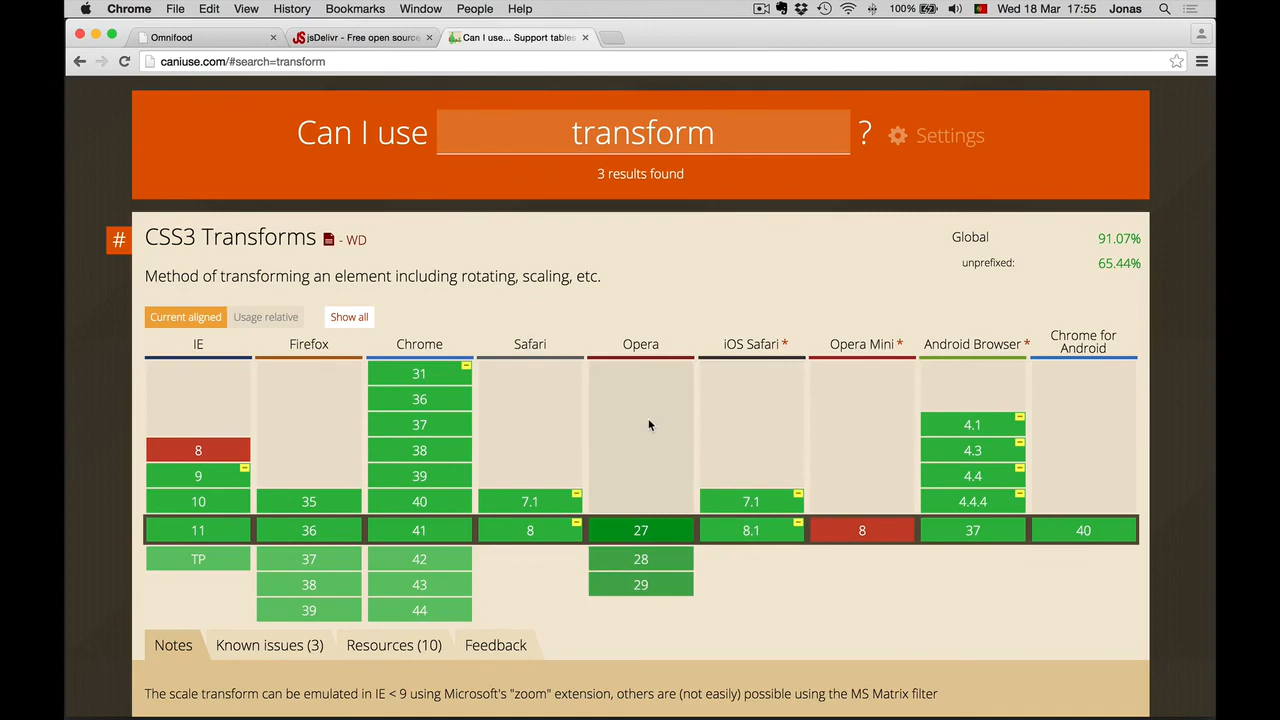 Chrome File Edit View History Bookmarks Window People Help 100% Wed 18 Mar 17:55 Jonas
Omnifood
jsDelivr - Free open source
Can I use... Support tables
caniuse.com/#search=transform
Can I use transform ? Settings
3 results found
#
CSS3 Transforms - WD
Global 91.07%
unprefixed: 65.44%
Method of transforming an element including rotating, scaling, etc.
Current aligned Usage relative Show all
IE Firefox Chrome Safari Opera iOS Safari * Opera Mini * Android Browser * Chrome for Android
31
36
37 4.1
8 38 4.3
9 39 4.4
10 35 40 7.1 7.1 4.4.4
11 36 41 8 27 8.1 8 37 40
TP 37 42 28
38 43 29
39 44
Notes Known issues (3) Resources (10) Feedback
The scale transform can be emulated in IE < 9 using Microsoft's "zoom" extension, others are (not easily) possible using the MS Matrix filter